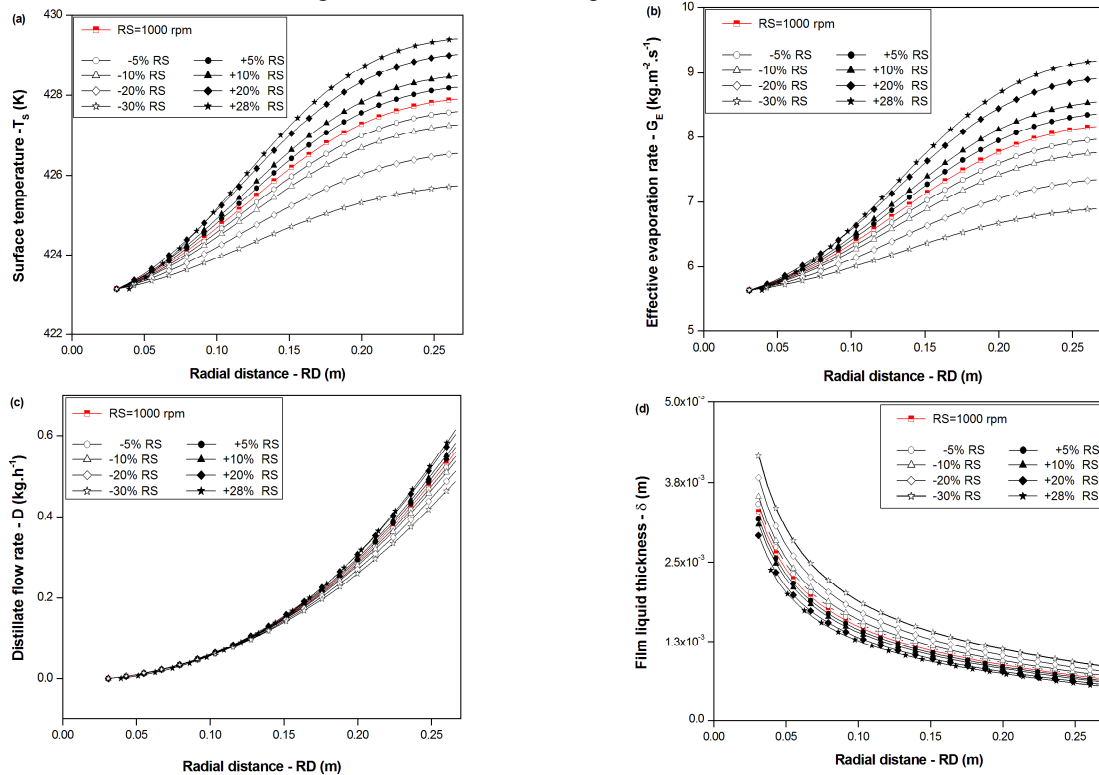 (a)
RS=1000 rpm
-5% RS +5% RS
-10% RS +10% RS
-20% RS +20% RS
-30% RS +28% RS
430
428
426
424
422
Surface temperature -T_S (K)
0.00 0.05 0.10 0.15 0.20 0.25
Radial distance - RD (m)
(b)
RS=1000 rpm
-5% RS +5% RS
-10% RS +10% RS
-20% RS +20% RS
-30% RS +28% RS
10
9
8
7
6
5
Effective evaporation rate - G_E (kg.m⁻².s⁻¹)
0.00 0.05 0.10 0.15 0.20 0.25
Radial distance - RD (m)
(c)
RS=1000 rpm
-5% RS +5% RS
-10% RS +10% RS
-20% RS +20% RS
-30% RS +28% RS
0.6
0.4
0.2
0.0
Distillate flow rate - D (kg.h⁻¹)
0.00 0.05 0.10 0.15 0.20 0.25
Radial distance - RD (m)
(d)
RS=1000 rpm
-5% RS +5% RS
-10% RS +10% RS
-20% RS +20% RS
-30% RS +28% RS
5.0x10⁻³
3.8x10⁻³
2.5x10⁻³
1.3x10⁻³
0.0
Film liquid thickness - δ (m)
0.00 0.05 0.10 0.15 0.20 0.25
Radial distane - RD (m)